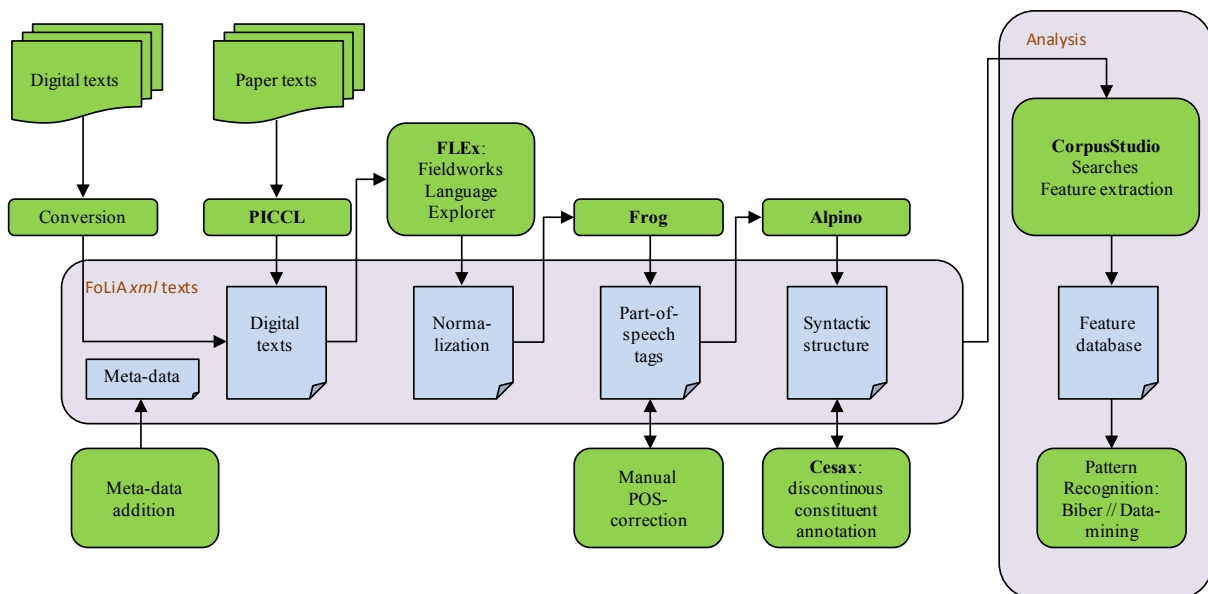 Analysis
Digital texts
Paper texts
FLEx:
Fieldworks
Language
Explorer
CorpusStudio
Searches
Feature extraction
Conversion
PICCL
Frog
Alpino
FoLiA xml texts
Digital
texts
Norma-
lization
Part-of-
speech
tags
Syntactic
structure
Feature
database
Meta-data
Meta-data
addition
Manual
POS-
correction
Cesax:
discontinous
constituent
annotation
Pattern
Recognition:
Biber // Data-
mining